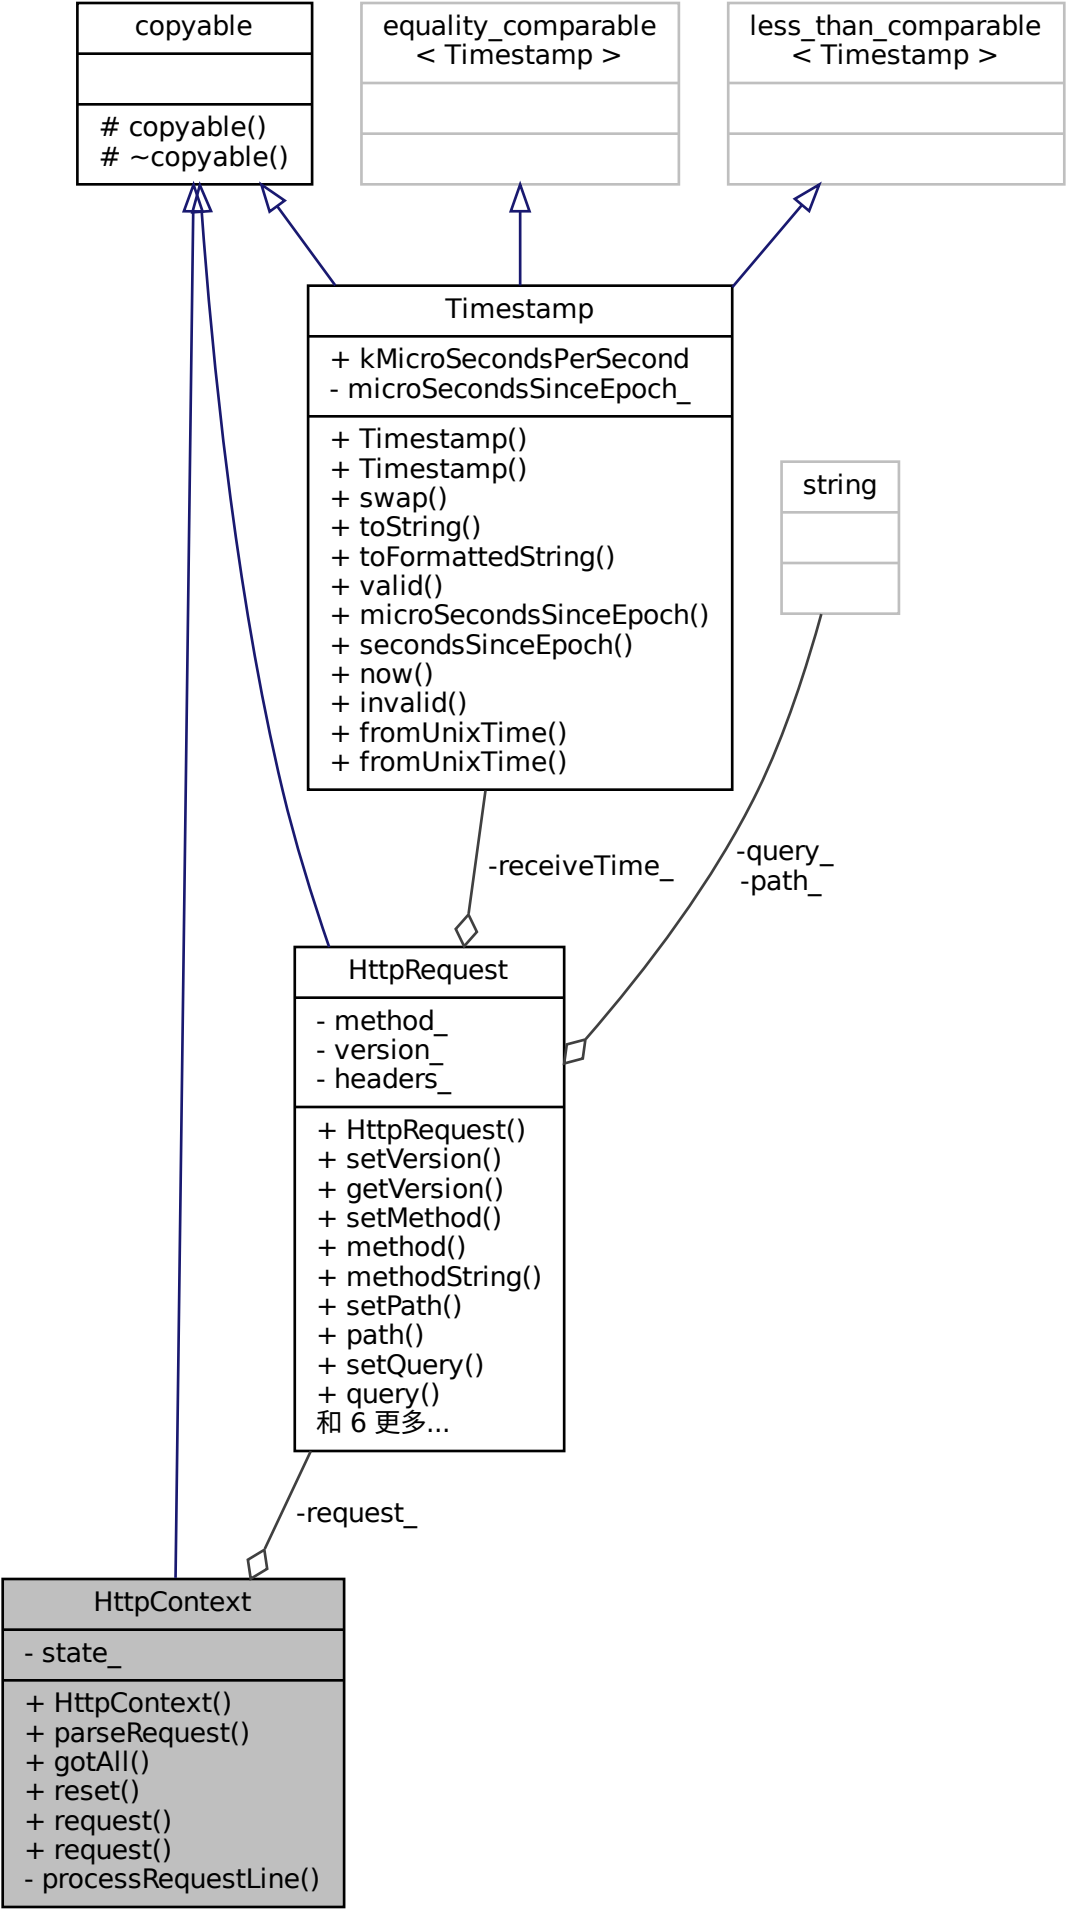 copyable
# copyable()
# ~copyable()
equality_comparable
< Timestamp >
less_than_comparable
< Timestamp >
Timestamp
+ kMicroSecondsPerSecond
- microSecondsSinceEpoch_
+ Timestamp()
+ Timestamp()
+ swap()
+ toString()
+ toFormattedString()
+ valid()
+ microSecondsSinceEpoch()
+ secondsSinceEpoch()
+ now()
+ invalid()
+ fromUnixTime()
+ fromUnixTime()
string
-receiveTime_
-query_
-path_
HttpRequest
- method_
- version_
- headers_
+ HttpRequest()
+ setVersion()
+ getVersion()
+ setMethod()
+ method()
+ methodString()
+ setPath()
+ path()
+ setQuery()
+ query()
和 6 更多...
-request_
HttpContext
- state_
+ HttpContext()
+ parseRequest()
+ gotAll()
+ reset()
+ request()
+ request()
- processRequestLine()